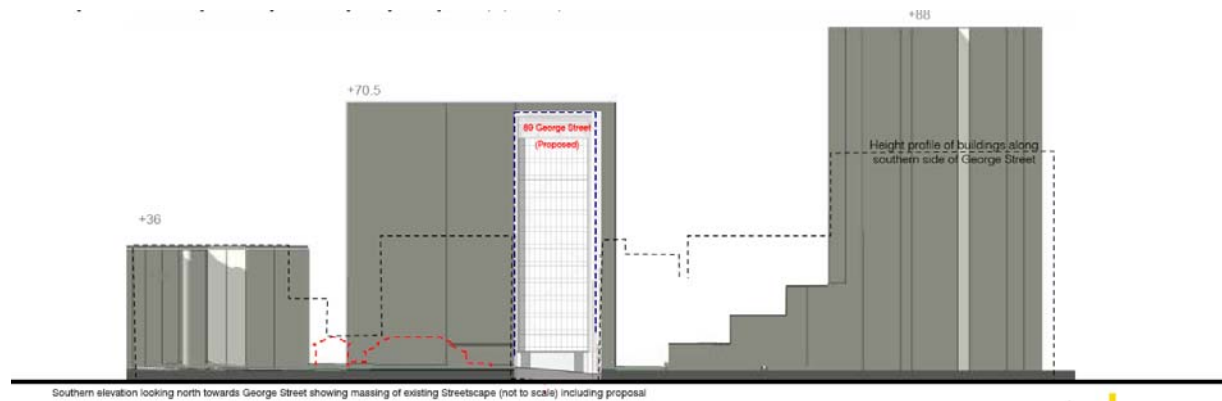 +88
+70.5
89 George Street
(Proposed)
Height profile of buildings along
southern side of George Street
+36
Southern elevation looking north towards George Street showing massing of existing Streetscape (not to scale) including proposal